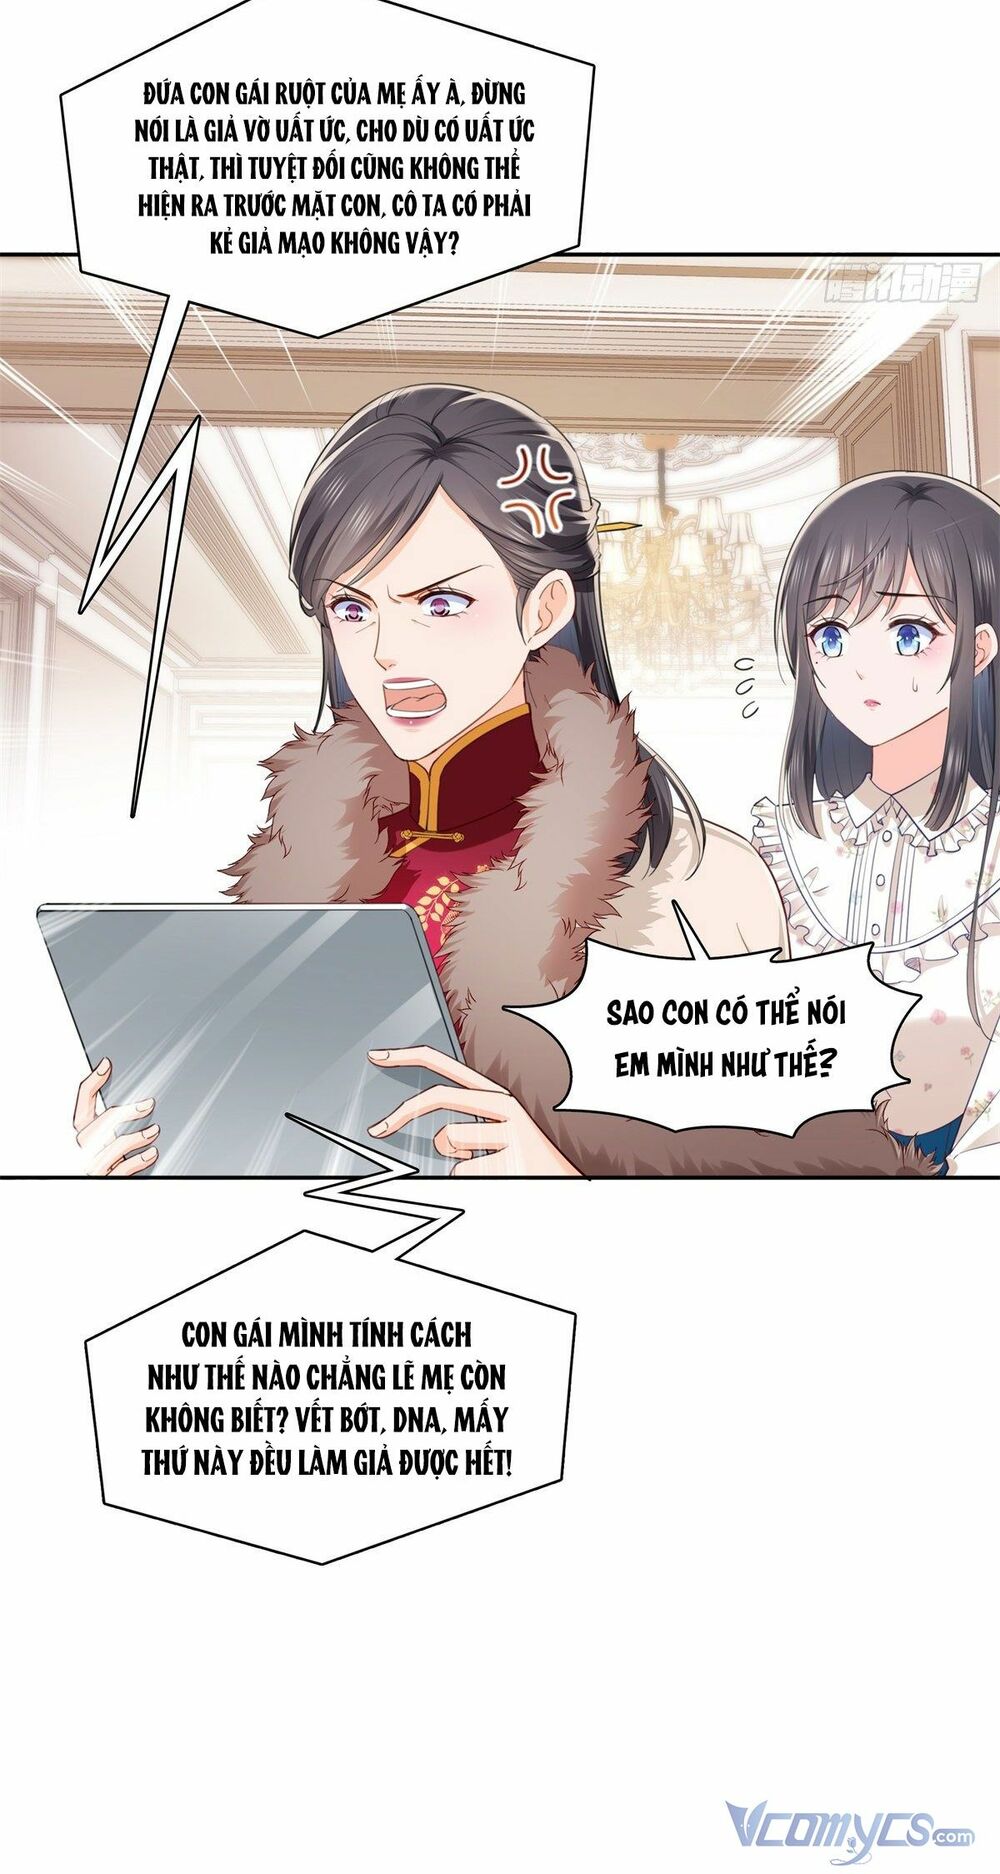 ĐỨA CON GÁI RUỘT CỦA MẸ ẤY À, ĐỪNG
NÓI LÀ GIẢ VỜ UẤT ỨC, CHO DÙ CÓ UẤT ỨC
THẬT, THÌ TUYỆT ĐỐI CŨNG KHÔNG THỂ
HIỆN RA TRƯỚC MẶT CON, CÔ TA CÓ PHẢI
KẺ GIẢ MẠO KHÔNG VẬY?
腾讯动漫
SAO CON CÓ THỂ NÓI
EM MÌNH NHƯ THẾ?
CON GÁI MÌNH TÍNH CÁCH
NHƯ THẾ NÀO CHẲNG LẼ MẸ CÒN
KHÔNG BIẾT? VẾT BỚT, DNA, MẤY
THỨ NÀY ĐỀU LÀM GIẢ ĐƯỢC HẾT!
Vcomycs.com